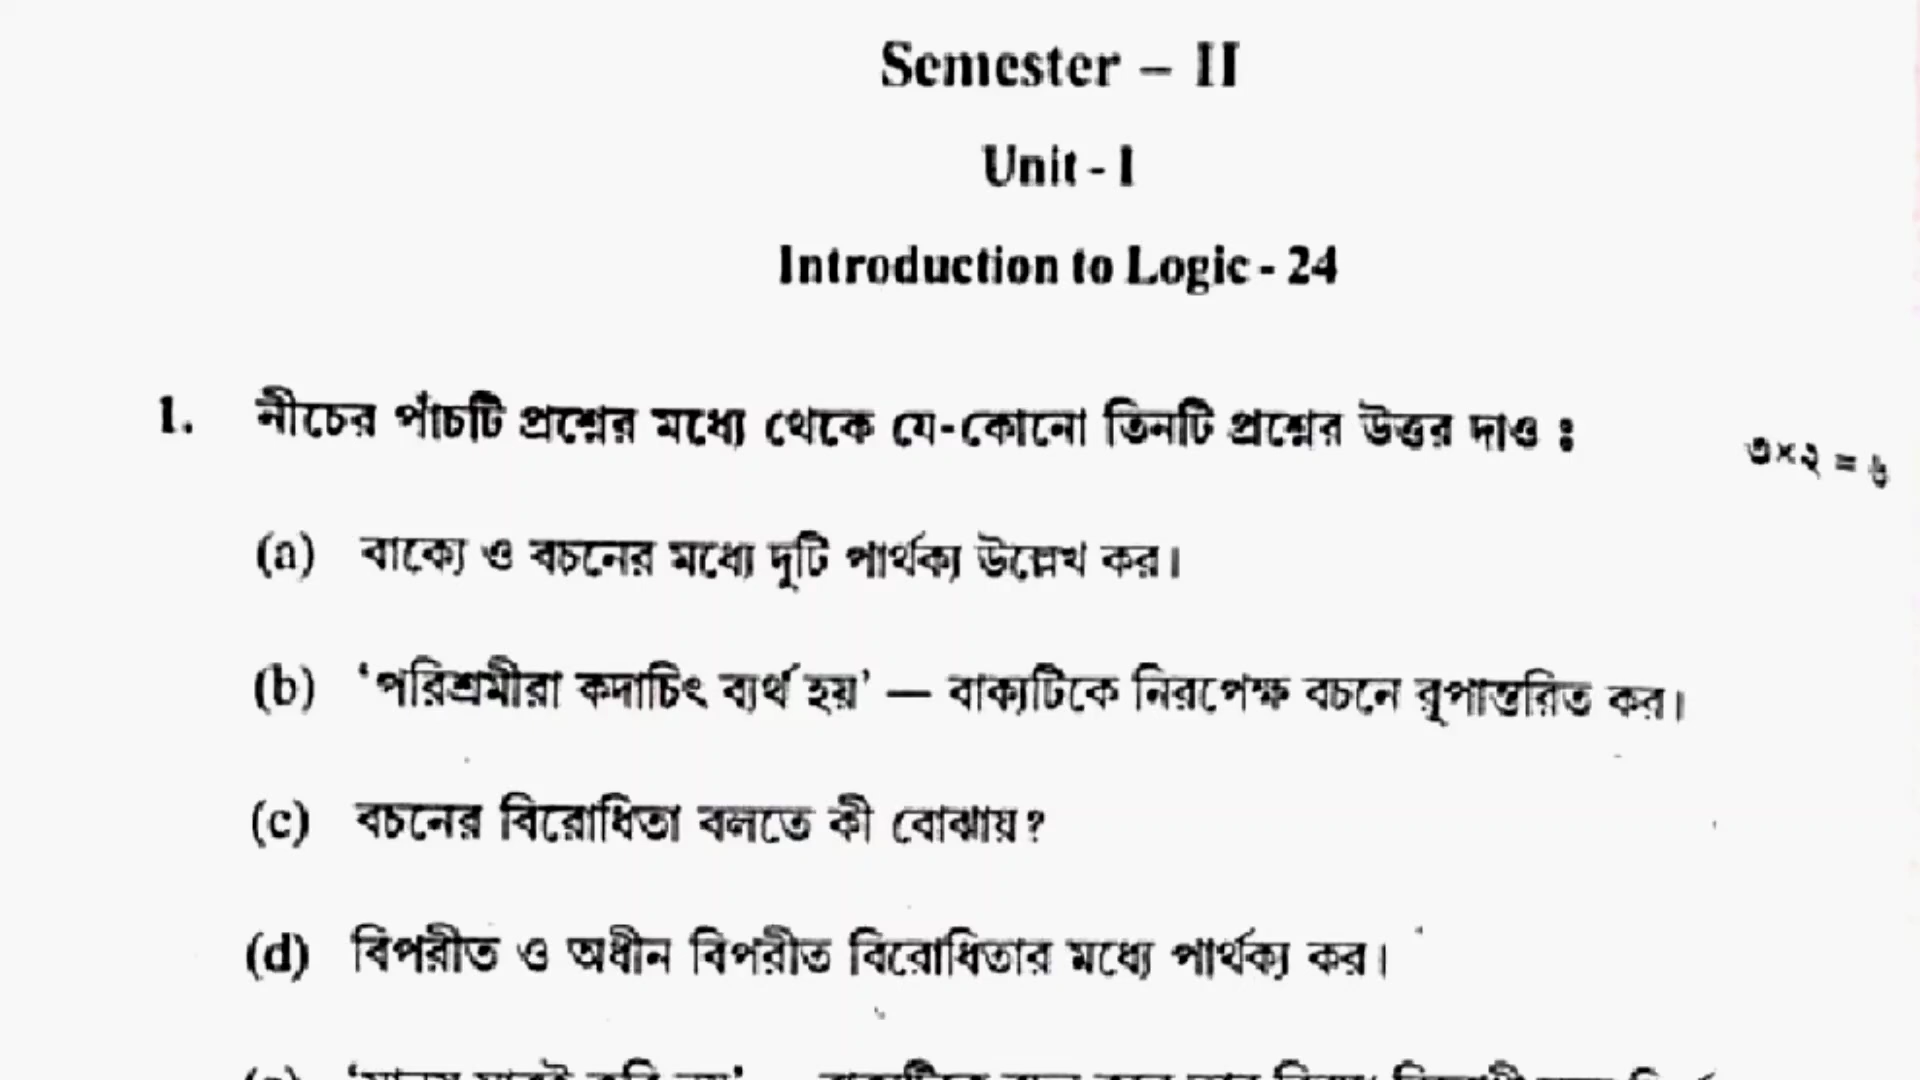 Semester – II
Unit - I
Introduction to Logic - 24
1. নীচের পাঁচটি প্রশ্নের মধ্যে থেকে যে-কোনো তিনটি প্রশ্নের উত্তর দাও ঃ ৩×২ = ৬
(a) বাক্যে ও বচনের মধ্যে দুটি পার্থক্য উল্লেখ কর।
(b) ‘পরিশ্রমীরা কদাচিৎ ব্যর্থ হয়’ — বাক্যটিকে নিরপেক্ষ বচনে রূপান্তরিত কর।
(c) বচনের বিরোধিতা বলতে কী বোঝায়?
(d) বিপরীত ও অধীন বিপরীত বিরোধিতার মধ্যে পার্থক্য কর।